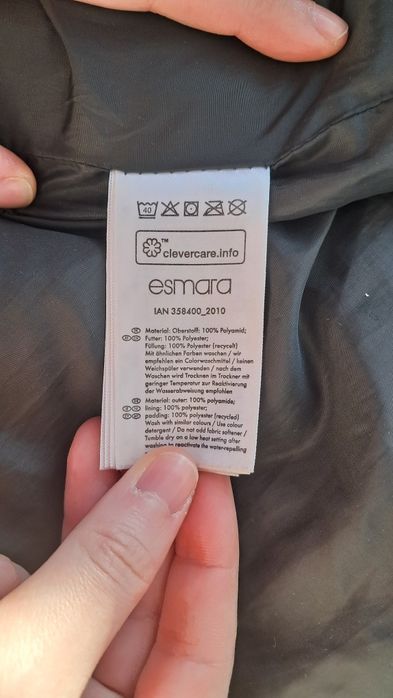 40
™
clevercare.info
esmara
IAN 358400_2010
Material: Oberstoff: 100% Polyamid;
Futter: 100% Polyester;
Füllung: 100% Polyester (recycelt)
Mit ähnlichen Farben waschen / wir
empfehlen ein Colorwaschmittel / keinen
Weichspüler verwenden / nach dem
Waschen wird Trocknen im Trockner mit
geringer Temperatur zur Reaktivierung
der Wasserabweisung empfohlen
Material: outer: 100% polyamide;
lining: 100% polyester;
padding: 100% polyester (recycled)
Wash with similar colours / Use colour
detergent / Do not add fabric softener /
Tumble dry on a low heat setting after
washing to reactivate the water-repelling